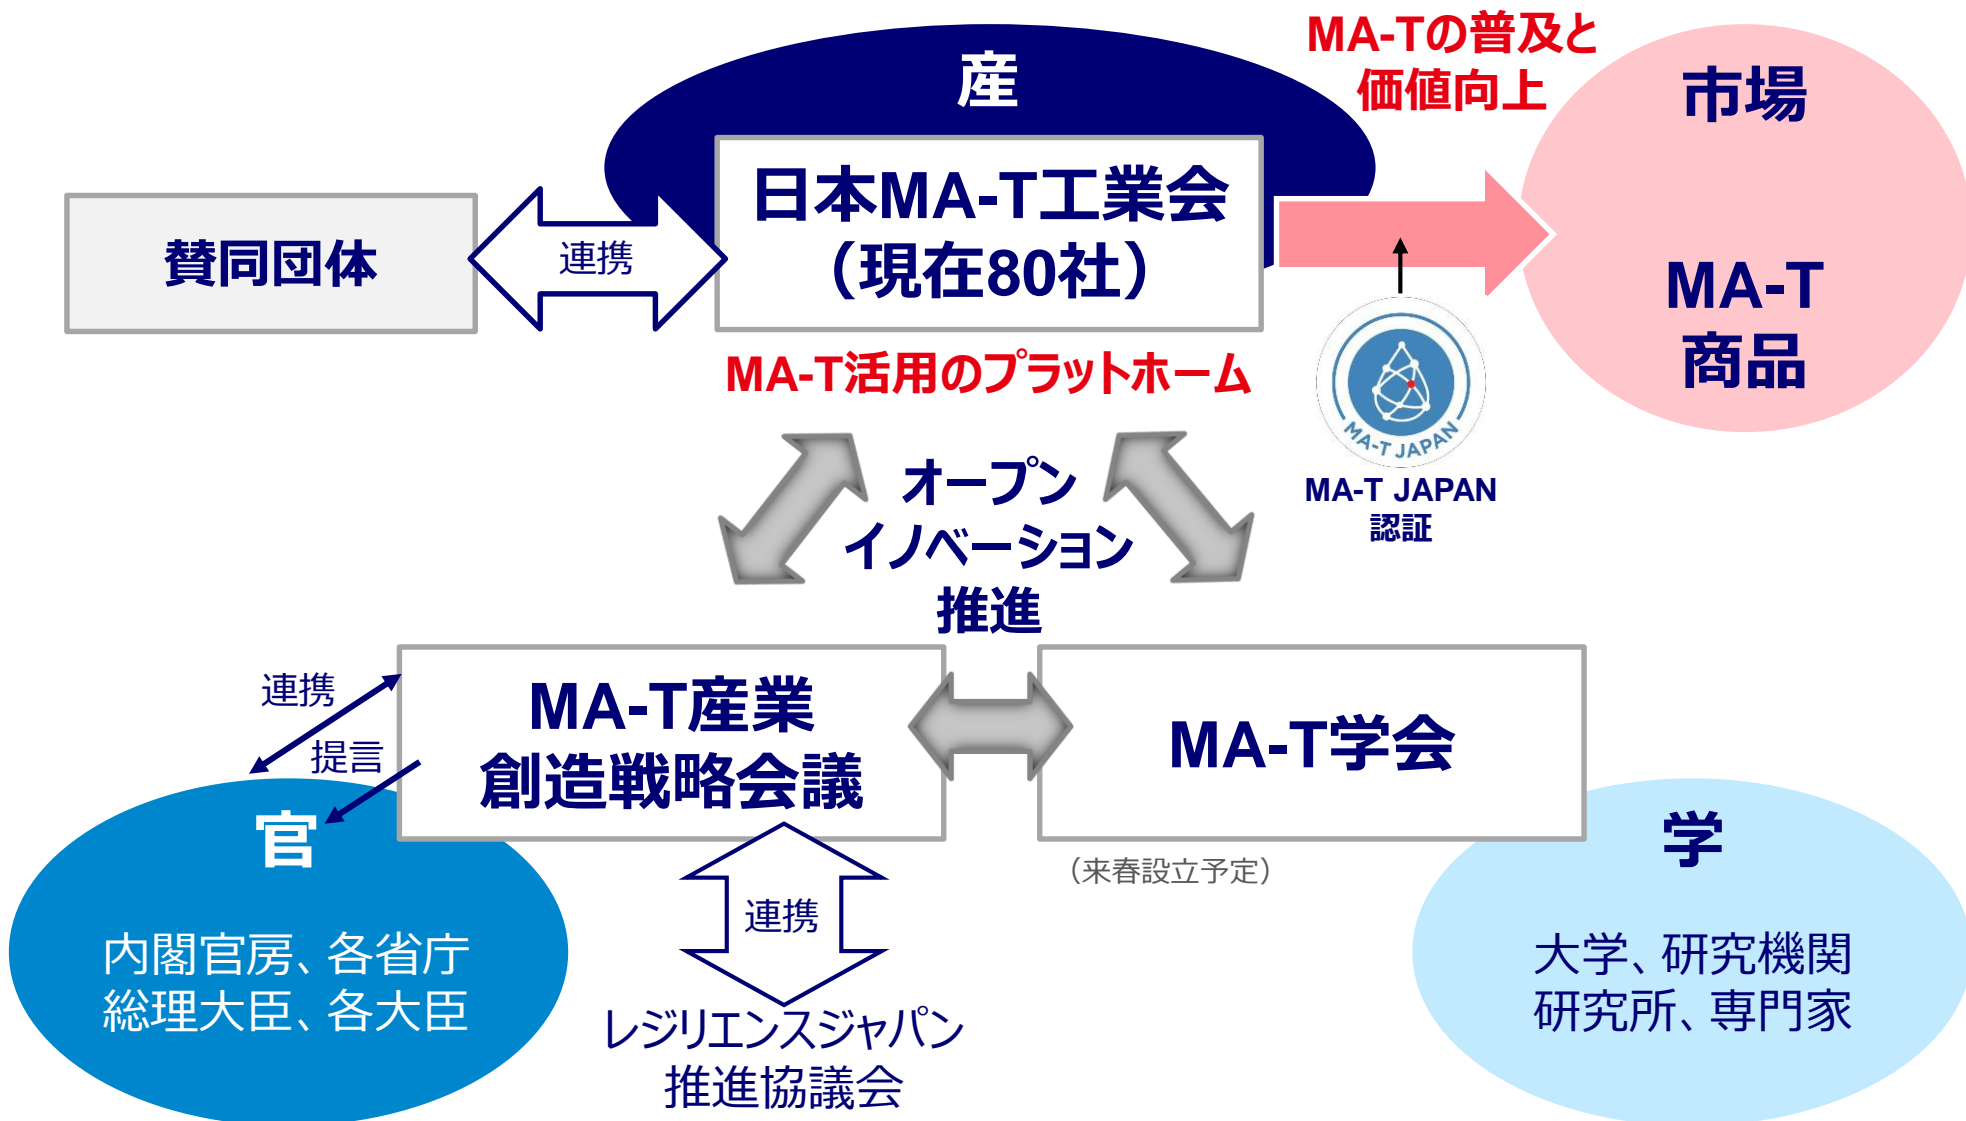 産
MA-Tの普及と
価値向上
市場
MA-T
商品
日本MA-T工業会
（現在80社）
賛同団体
連携
MA-T活用のプラットホーム
MA-T JAPAN
MA-T JAPAN
認証
オープン
イノベーション
推進
連携
提言
MA-T産業
創造戦略会議
MA-T学会
（来春設立予定）
官
内閣官房、各省庁
総理大臣、各大臣
連携
レジリエンスジャパン
推進協議会
学
大学、研究機関
研究所、専門家